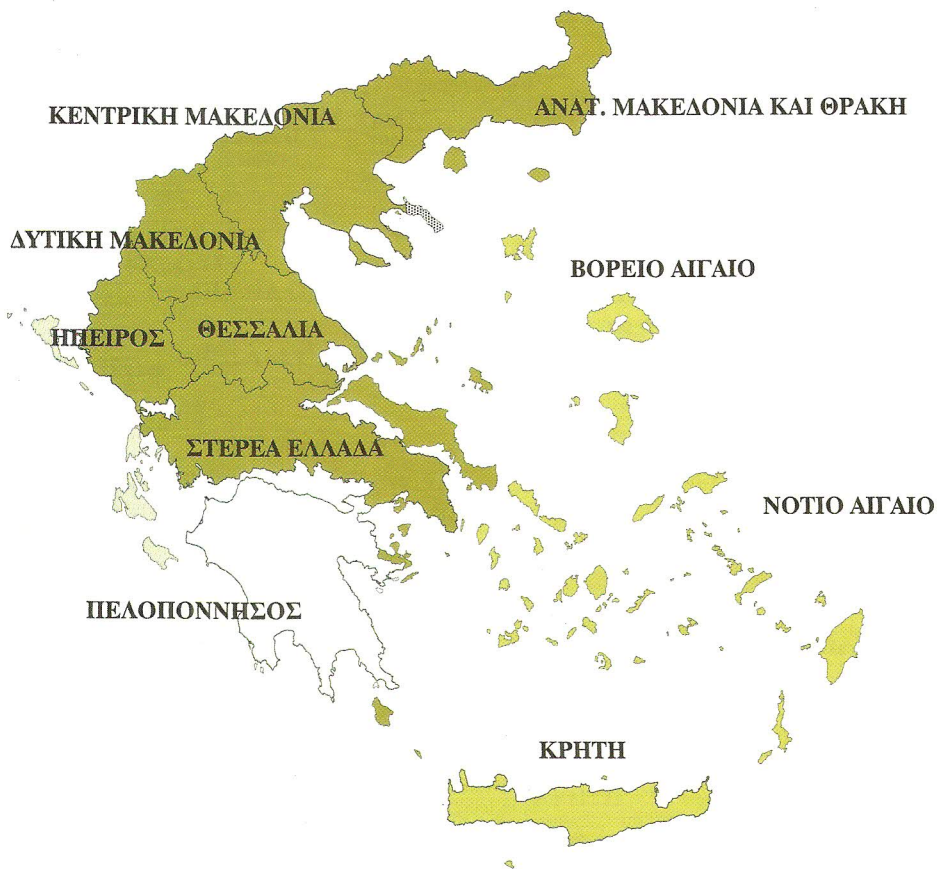 ΚΕΝΤΡΙΚΗ ΜΑΚΕΔΟΝΙΑ
ΑΝΑΤ. ΜΑΚΕΔΟΝΙΑ ΚΑΙ ΘΡΑΚΗ
ΔΥΤΙΚΗ ΜΑΚΕΔΟΝΙΑ
ΒΟΡΕΙΟ ΑΙΓΑΙΟ
ΗΠΕΙΡΟΣ
ΘΕΣΣΑΛΙΑ
ΣΤΕΡΕΑ ΕΛΛΑΔΑ
ΝΟΤΙΟ ΑΙΓΑΙΟ
ΠΕΛΟΠΟΝΝΗΣΟΣ
ΚΡΗΤΗ